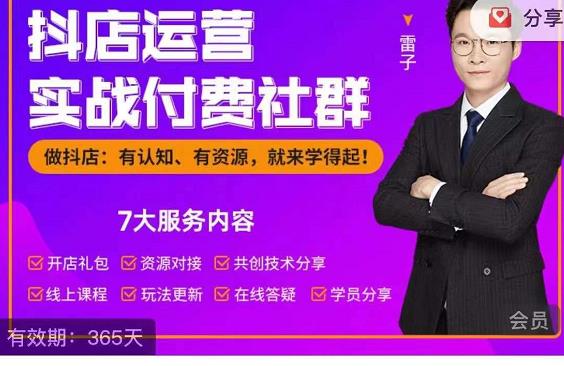 分享
抖店运营
雷子
实战付费社群
做抖店：有认知、有资源，就来学得起！
7大服务内容
开店礼包 资源对接 共创技术分享
线上课程 玩法更新 在线答疑 学员分享
会员
有效期：365天